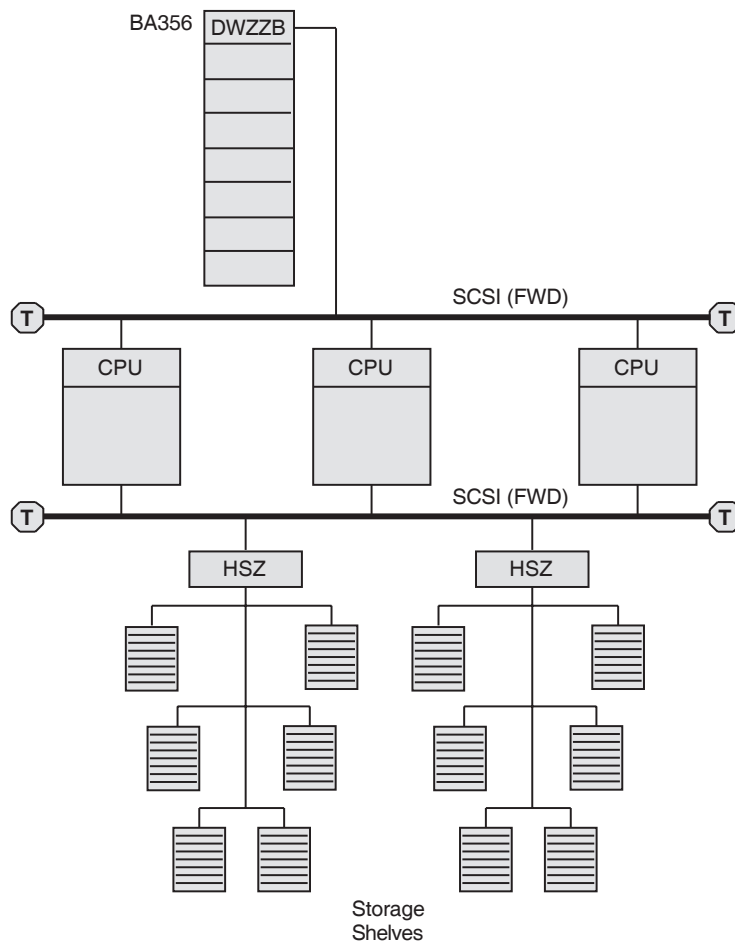 BA356
DWZZB
SCSI (FWD)
T
T
CPU
CPU
CPU
SCSI (FWD)
T
T
HSZ
HSZ
Storage
Shelves